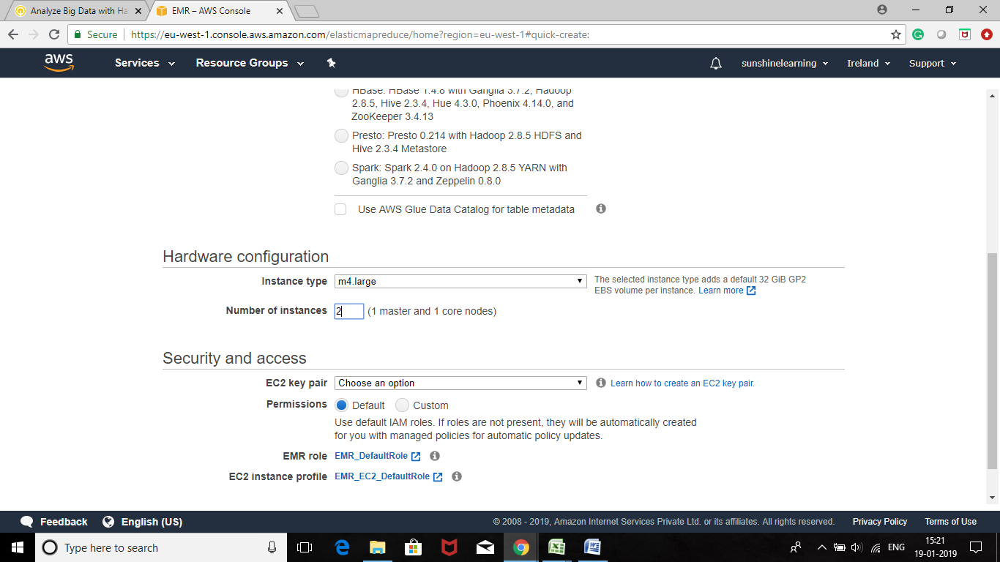 Analyze Big Data with Ha
EMR – AWS Console
Secure
https://eu-west-1.console.aws.amazon.com/elasticmapreduce/home?region=eu-west-1#quick-create:
aws
Services
Resource Groups
sunshinelearning
Ireland
Support
HBase: HBase 1.4.8 with Ganglia 3.7.2, Hadoop
2.8.5, Hive 2.3.4, Hue 4.3.0, Phoenix 4.14.0, and
ZooKeeper 3.4.13
Presto: Presto 0.214 with Hadoop 2.8.5 HDFS and
Hive 2.3.4 Metastore
Spark: Spark 2.4.0 on Hadoop 2.8.5 YARN with
Ganglia 3.7.2 and Zeppelin 0.8.0
Use AWS Glue Data Catalog for table metadata
Hardware configuration
Instance type m4.large
The selected instance type adds a default 32 GiB GP2
EBS volume per instance. Learn more
Number of instances 2 (1 master and 1 core nodes)
Security and access
EC2 key pair Choose an option Learn how to create an EC2 key pair.
Permissions Default Custom
Use default IAM roles. If roles are not present, they will be automatically created
for you with managed policies for automatic policy updates.
EMR role EMR_DefaultRole
EC2 instance profile EMR_EC2_DefaultRole
Feedback English (US)
© 2008 - 2019, Amazon Internet Services Private Ltd. or its affiliates. All rights reserved. Privacy Policy Terms of Use
Type here to search
ENG
15:21
19-01-2019